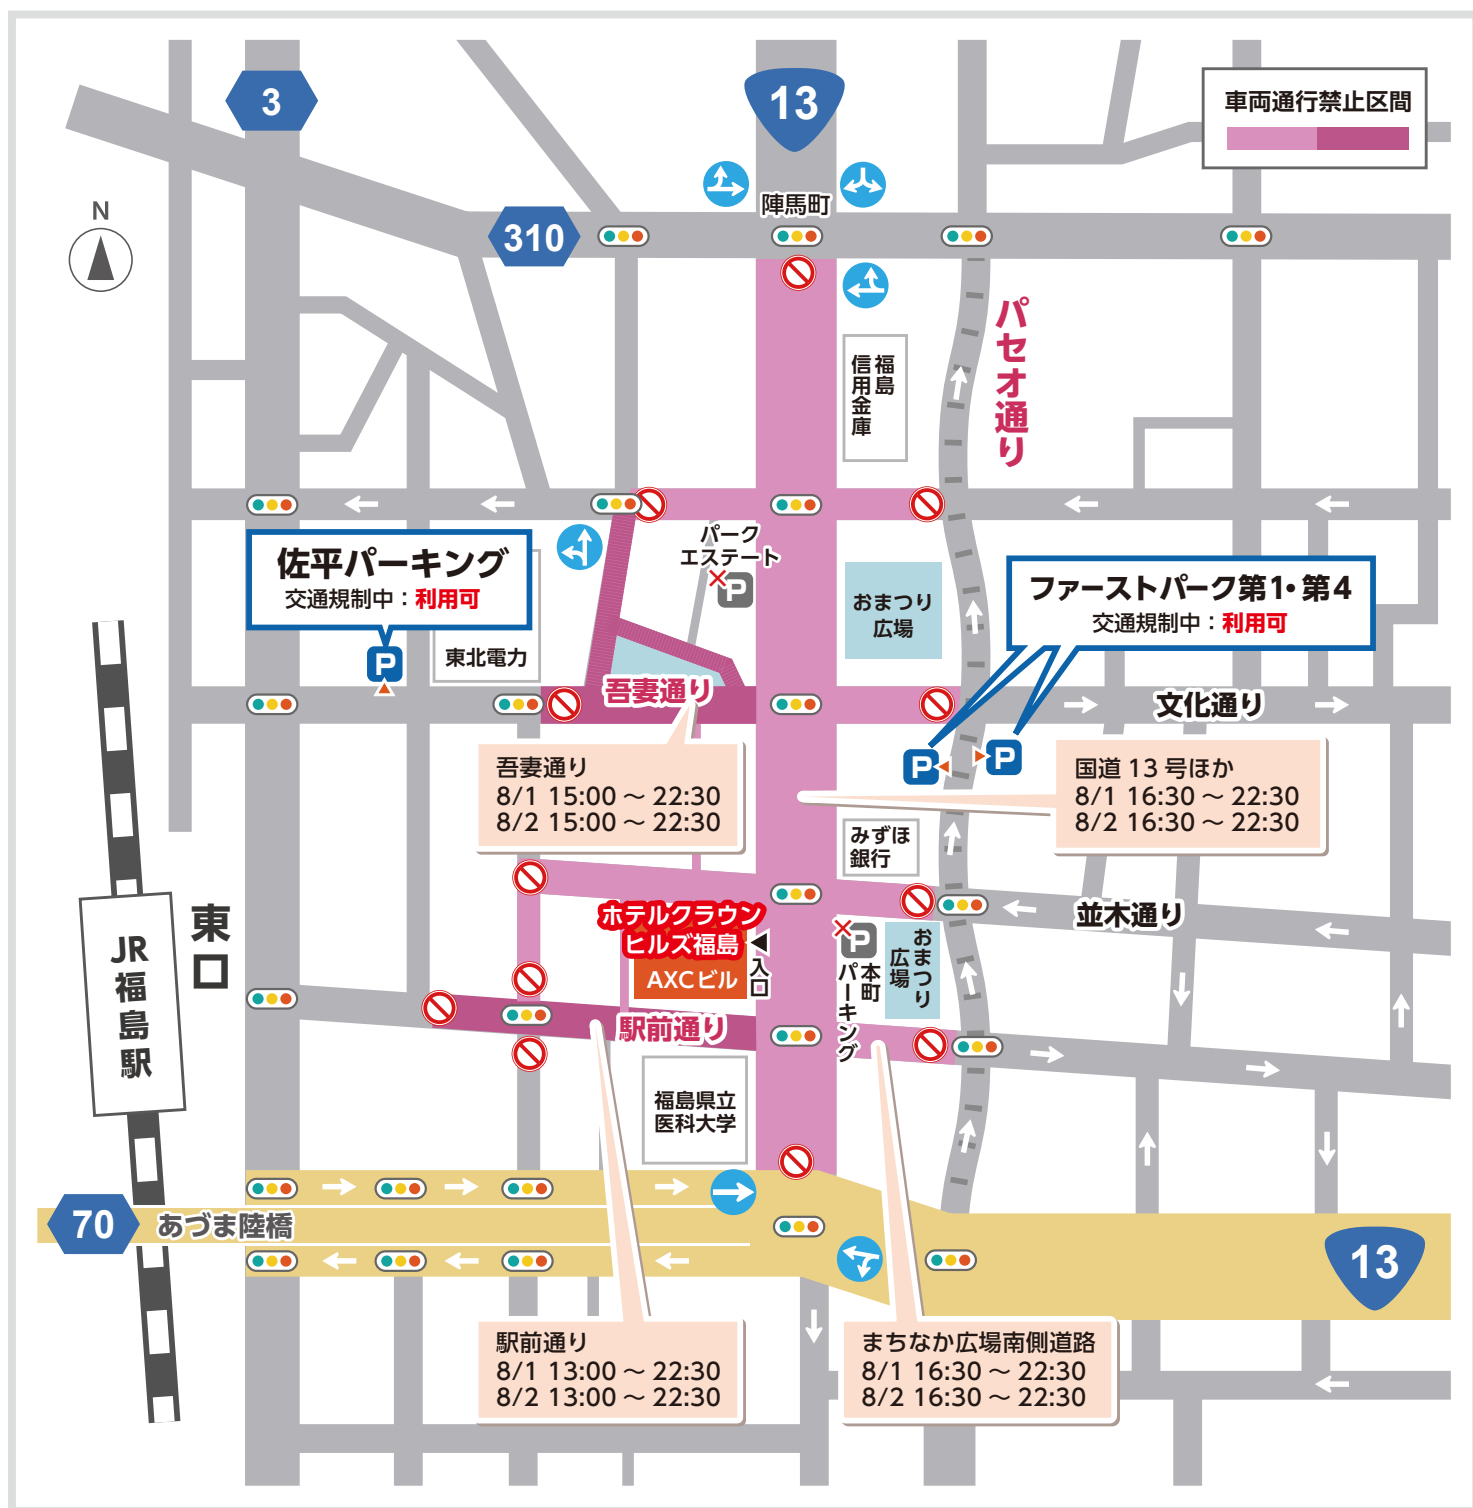 3
13
車両通行禁止区間
陣馬町
N
310
パセオ通り
福島
信用金庫
パーク
エステート
P
佐平パーキング
交通規制中：利用可
P
東北電力
おまつり
広場
ファーストパーク第1・第4
交通規制中：利用可
吾妻通り
文化通り
P
P
吾妻通り
8/1 15:00 ～ 22:30
8/2 15:00 ～ 22:30
国道 13 号ほか
8/1 16:30 ～ 22:30
8/2 16:30 ～ 22:30
みずほ
銀行
並木通り
東口
JR福島駅
ホテルクラウン
ヒルズ福島
AXCビル
入口
P
本町
パーキング
おまつり
広場
駅前通り
福島県立
医科大学
70
あづま陸橋
13
駅前通り
8/1 13:00 ～ 22:30
8/2 13:00 ～ 22:30
まちなか広場南側道路
8/1 16:30 ～ 22:30
8/2 16:30 ～ 22:30